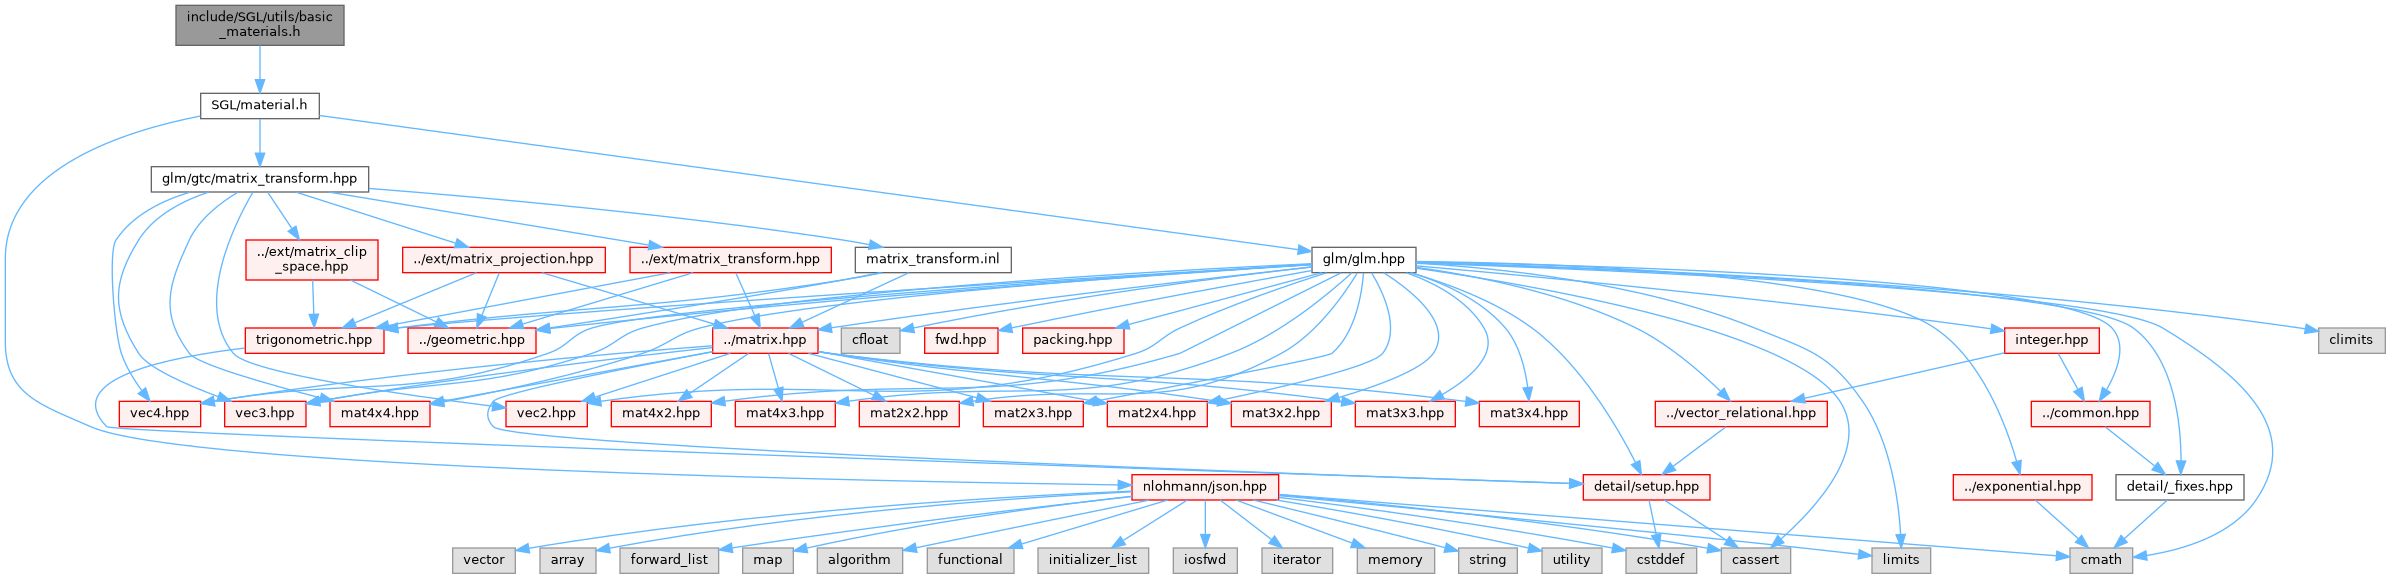 include/SGL/utils/basic
_materials.h
SGL/material.h
glm/gtc/matrix_transform.hpp
../ext/matrix_clip
_space.hpp
../ext/matrix_projection.hpp
../ext/matrix_transform.hpp
matrix_transform.inl
glm/glm.hpp
trigonometric.hpp
../geometric.hpp
../matrix.hpp
cfloat
fwd.hpp
packing.hpp
integer.hpp
climits
vec4.hpp
vec3.hpp
mat4x4.hpp
vec2.hpp
mat4x2.hpp
mat4x3.hpp
mat2x2.hpp
mat2x3.hpp
mat2x4.hpp
mat3x2.hpp
mat3x3.hpp
mat3x4.hpp
../vector_relational.hpp
../common.hpp
nlohmann/json.hpp
detail/setup.hpp
../exponential.hpp
detail/_fixes.hpp
vector
array
forward_list
map
algorithm
functional
initializer_list
iosfwd
iterator
memory
string
utility
cstddef
cassert
limits
cmath